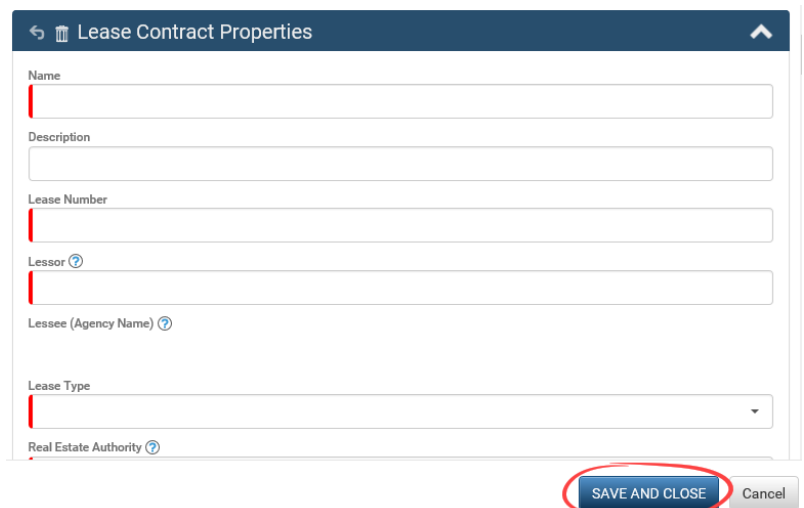 Lease Contract Properties
Name
Description
Lease Number
Lessor ?
Lessee (Agency Name) ?
Lease Type
Real Estate Authority ?
SAVE AND CLOSE Cancel